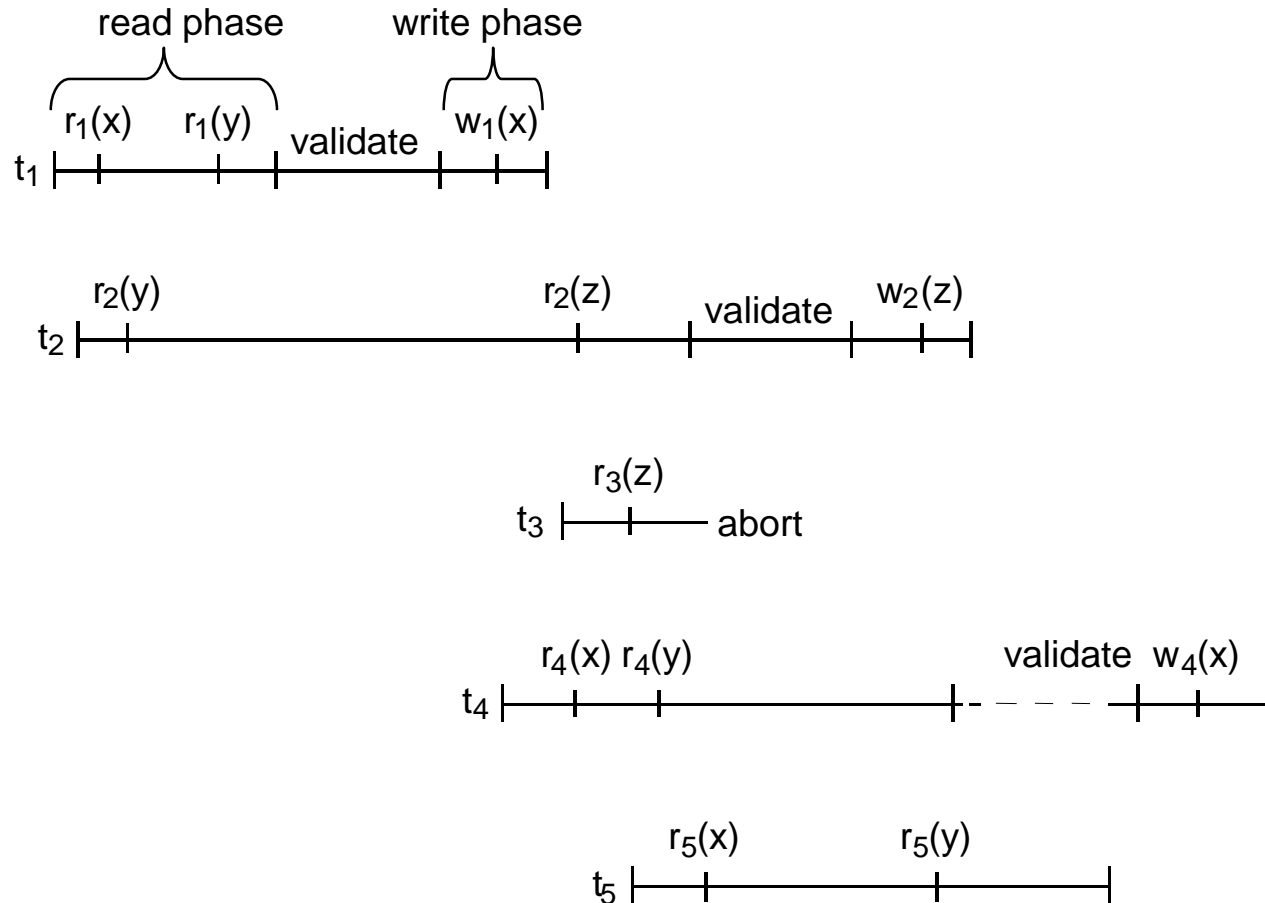 read phase write phase
r1(x) r1(y) validate w1(x)
t1
r2(y) r2(z) validate w2(z)
t2
r3(z)
t3 abort
r4(x) r4(y) validate w4(x)
t4
r5(x) r5(y)
t5